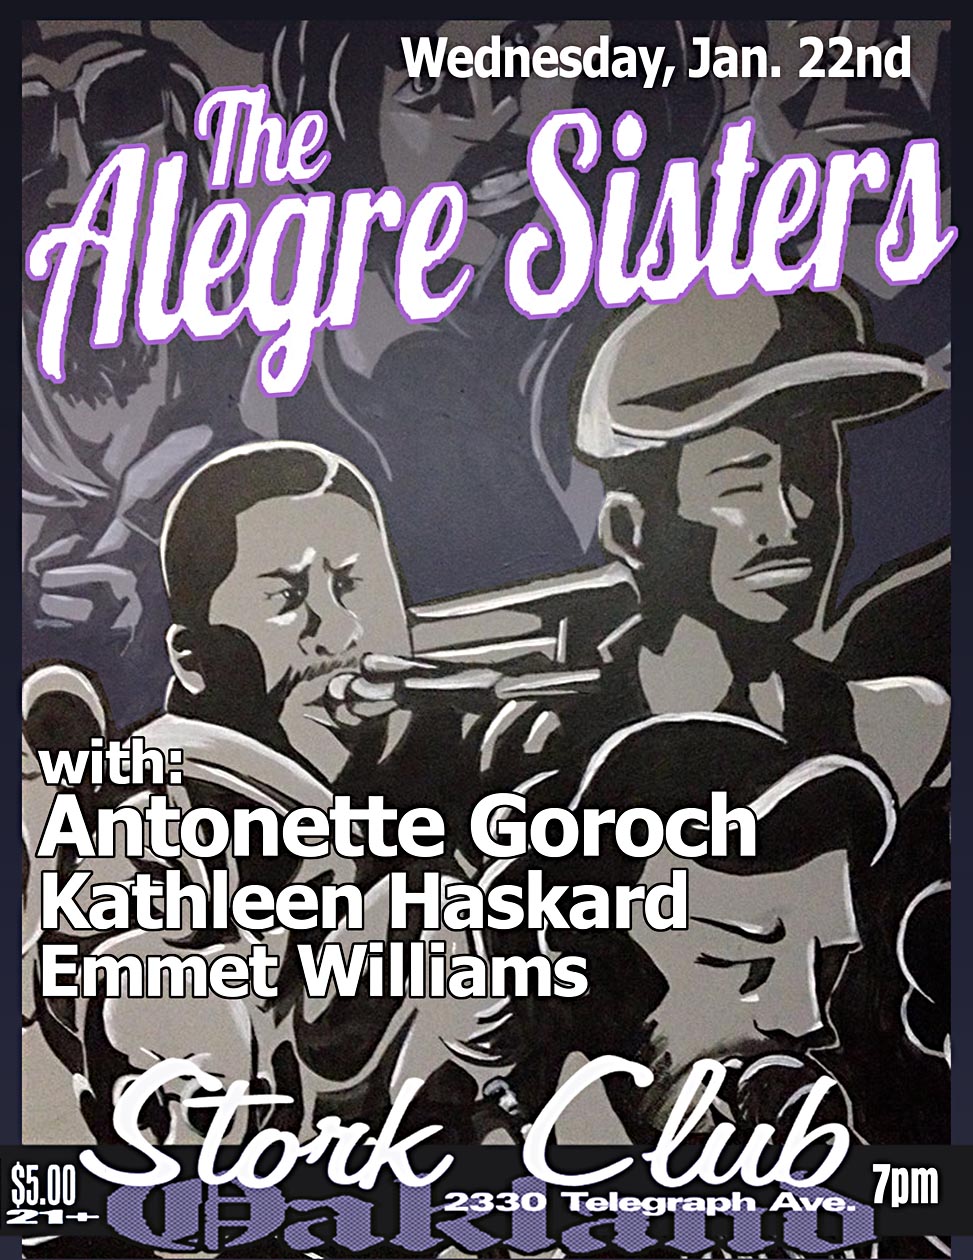 Wednesday, Jan. 22nd
The
Alegre Sisters
with:
Antonette Goroch
Kathleen Haskard
Emmet Williams
Stork Club
$5.00
21+
2330 Telegraph Ave.
7pm
Oakland